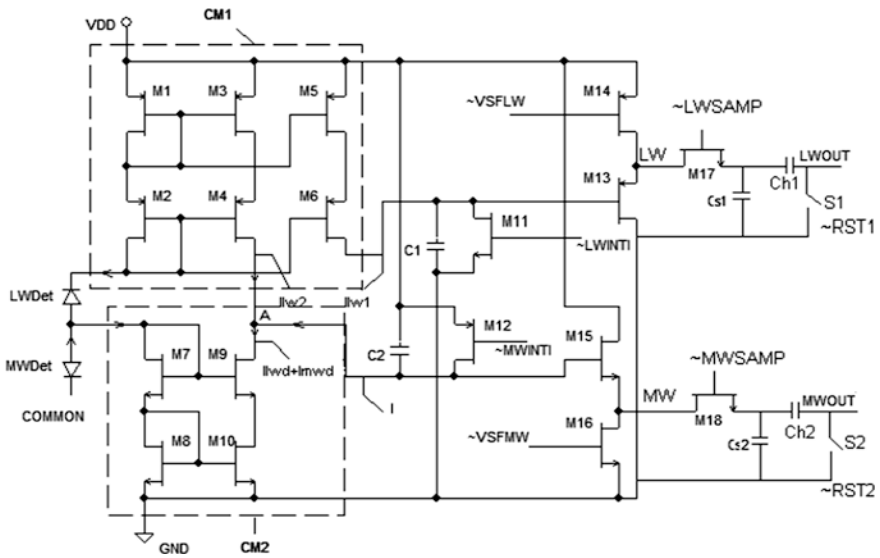 CM1
VDD
M1
M3
M5
~VSFLW
M14
~LWSAMP
LW
LWOUT
M17
Ch1
M2
M4
M6
M13
Cs1
S1
M11
C1
~RST1
~LWINTI
LWDet
Ilw2
Ilw1
A
M12
M15
MWDet
M7
M9
C2
~MWINTI
~MWSAMP
Ilwd+Imwd
COMMON
MW
MWOUT
I
M18
Ch2
M8
M10
~VSFMW
M16
Cs2
S2
~RST2
GND
CM2